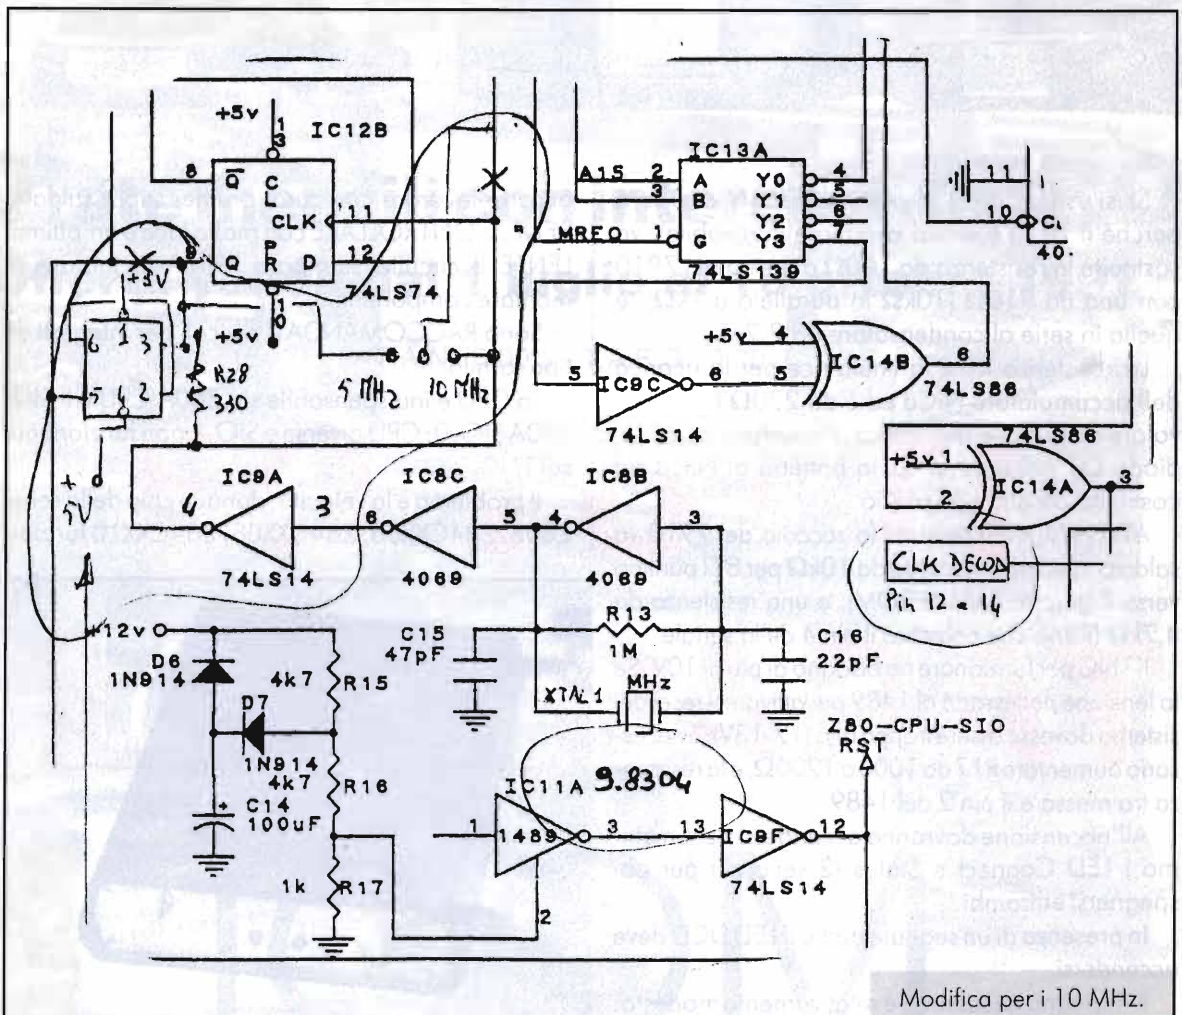 +5v
1
3
IC12B
8
Q
C
CLK
11
9
Q
P
R
D
12
74LS74
+5V
+5v
10
6
1
3
5
2
4
R28
330
5 MHz
10 MHz
+
5V
IC13A
A15
2
3
A
B
Y0
4
Y1
5
Y2
6
Y3
MREQ
1
G
74LS139
11
10
40
+5v
4
IC14B
5
IC9C
6
5
6
74LS86
74LS14
74LS86
+5v
1
IC14A
3
2
CLK
Pin 12
14
IC9A
4
3
74LS14
IC8C
6
5
4069
IC8B
4
3
4069
+12v
D6
1N914
4k7
R15
D7
1N914
4k7
R16
C14
100uF
+
1k
R17
C15
47pF
R13
1M
C16
22pF
XTAL1
MHz
9.8304
Z80-CPU-SIO
RST
IC11A
1
1489
3
2
13
IC9F
12
74LS14
Modifica per i 10 MHz.